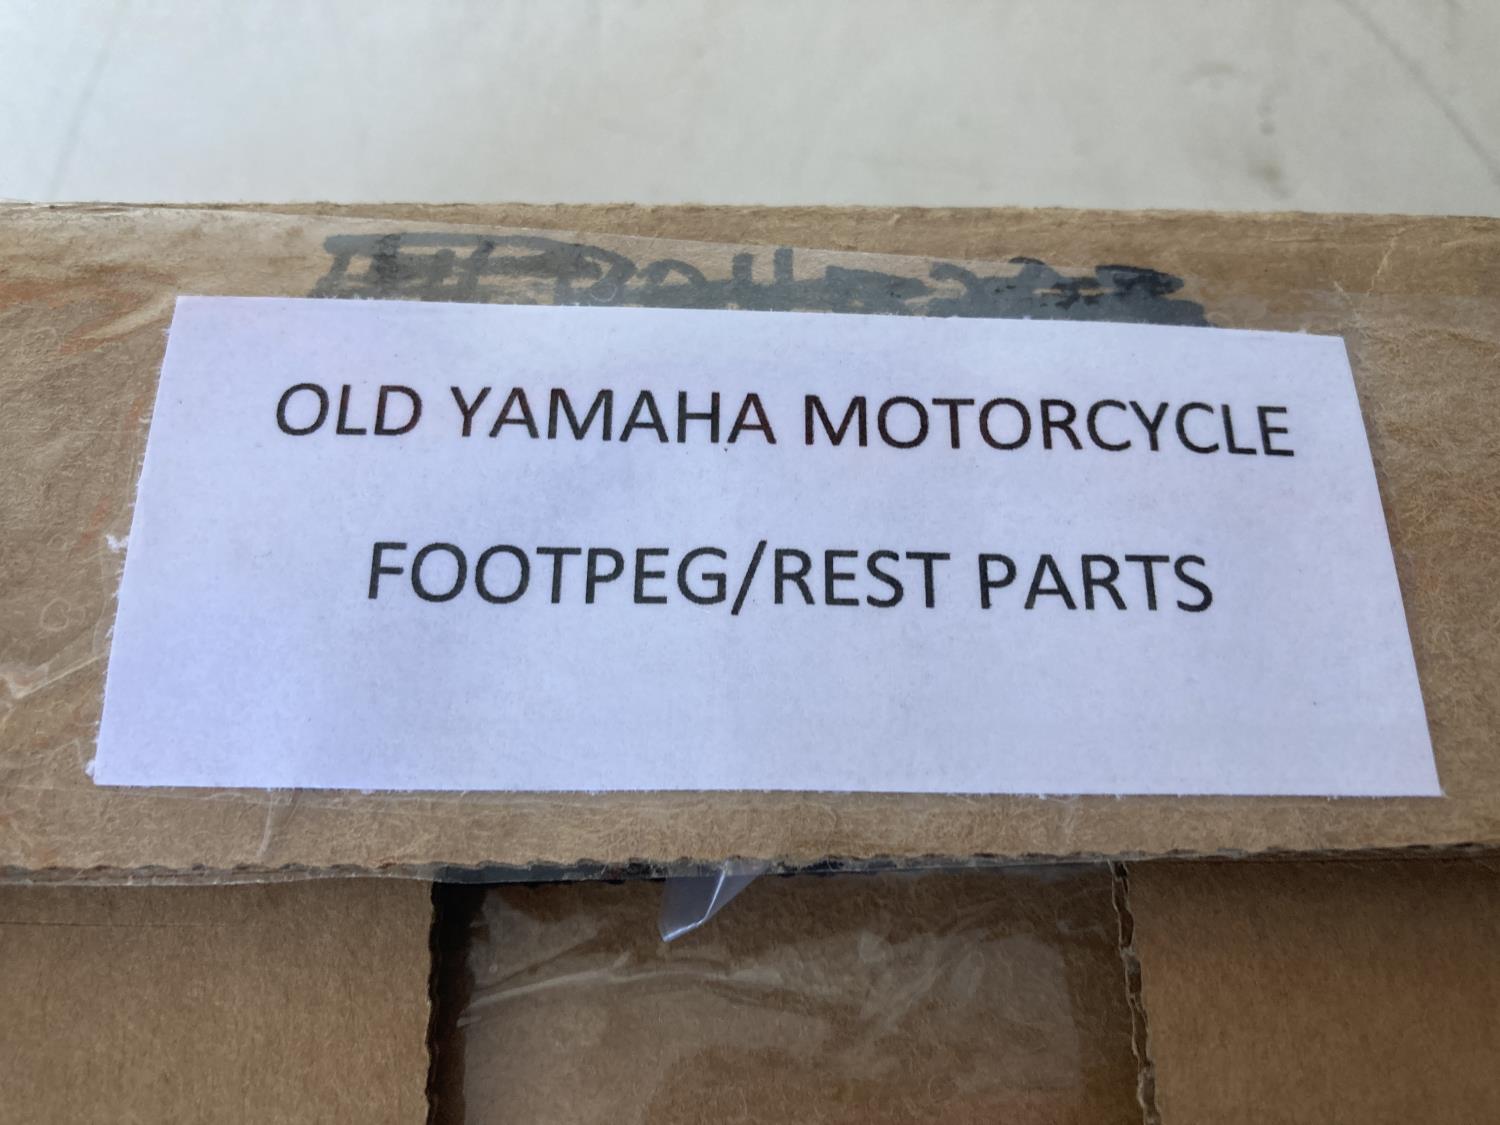 OLD YAMAHA MOTORCYCLE
FOOTPEG/REST PARTS